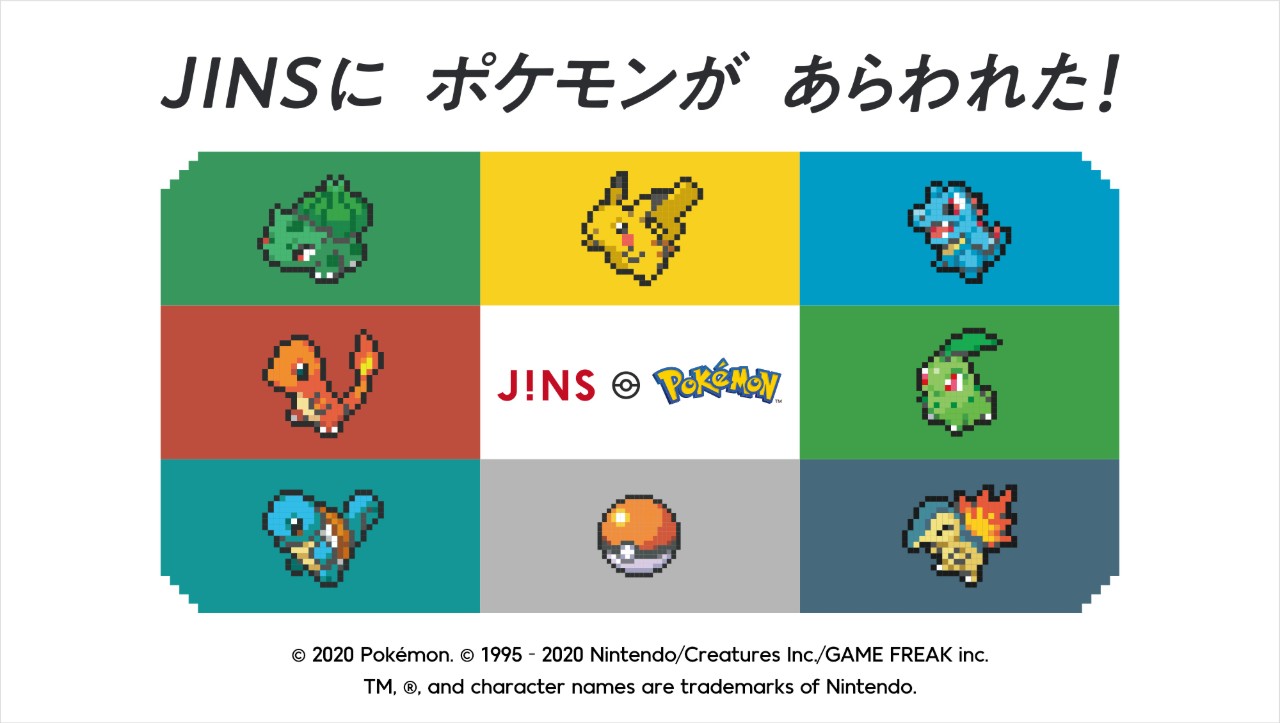 JINSに ポケモンが あらわれた!
J!NS POKéMON™
© 2020 Pokémon. © 1995 - 2020 Nintendo/Creatures Inc./GAME FREAK inc.
TM, ®, and character names are trademarks of Nintendo.